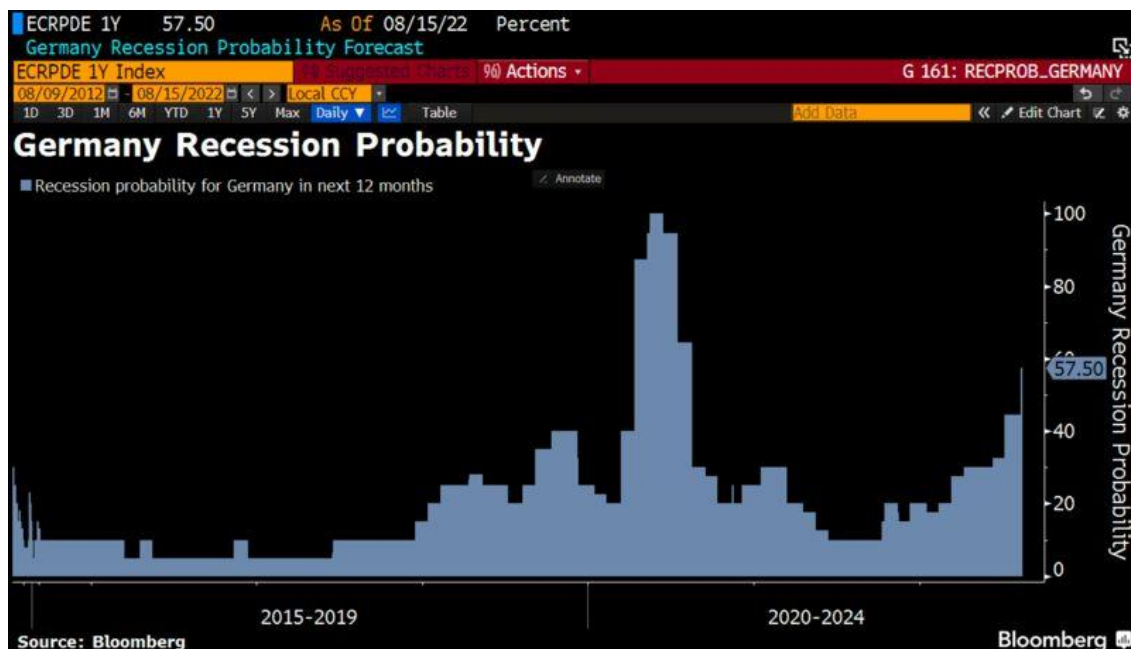 ECRPDE 1Y 57.50 As Of 08/15/22 Percent
Germany Recession Probability Forecast
ECRPDE 1Y Index 96) Actions G 161: RECPROB_GERMANY
08/09/2012 - 08/15/2022 < > Local CCY
1D 3D 1M 6M YTD 1Y 5Y Max Daily ▼ Table Add Data « Edit Chart
Germany Recession Probability
Recession probability for Germany in next 12 months
Annotate
100
80
60
57.50
40
20
0
Germany Recession Probability
2015-2019 2020-2024
Source: Bloomberg Bloomberg